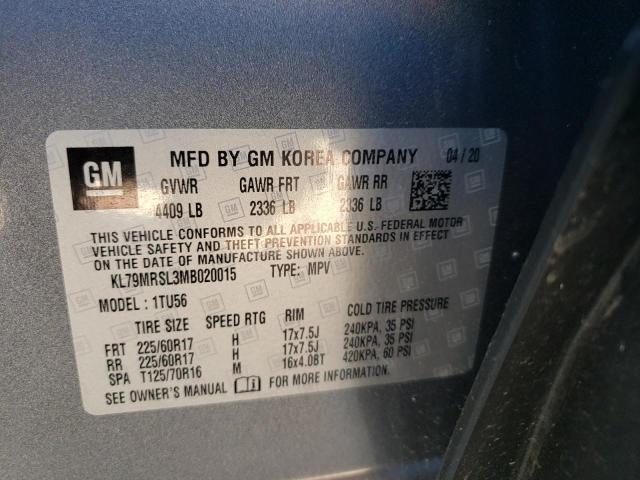 GM MFD BY GM KOREA COMPANY 04/20
GVWR GAWR FRT GAWR RR
4409 LB 2336 LB 2336 LB
THIS VEHICLE CONFORMS TO ALL APPLICABLE U.S. FEDERAL MOTOR
VEHICLE SAFETY AND THEFT PREVENTION STANDARDS IN EFFECT
ON THE DATE OF MANUFACTURE SHOWN ABOVE.
KL79MRSL3MB020015 TYPE: MPV
MODEL: 1TU56
TIRE SIZE SPEED RTG RIM COLD TIRE PRESSURE
FRT 225/60R17 H 17x7.5J 240KPA, 35 PSI
RR 225/60R17 H 17x7.5J 240KPA, 35 PSI
SPA T125/70R16 M 16x4.0BT 420KPA, 60 PSI
SEE OWNER'S MANUAL FOR MORE INFORMATION.